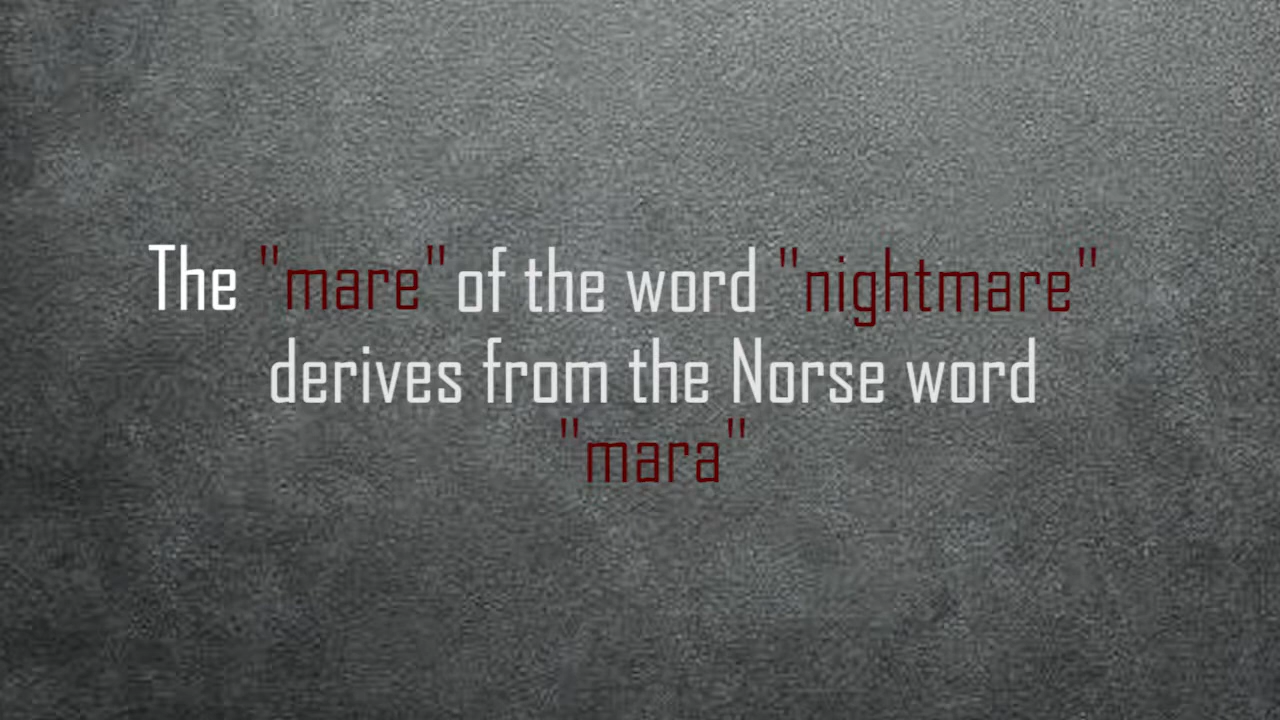 The "mare" of the word "nightmare"
derives from the Norse word
"mara"